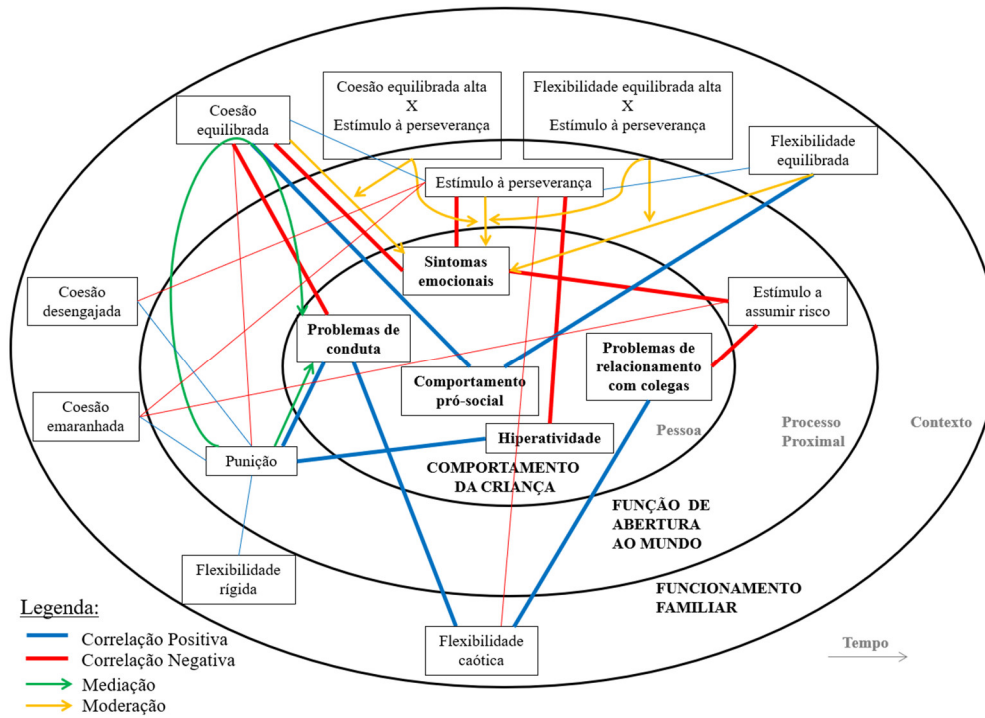 Coesão equilibrada alta
X
Estímulo à perseverança
Flexibilidade equilibrada alta
X
Estímulo à perseverança
Coesão
equilibrada
Flexibilidade
equilibrada
Estímulo à perseverança
Sintomas
emocionais
Coesão
desengajada
Estímulo a
assumir risco
Problemas de
conduta
Problemas de
relacionamento
com colegas
Comportamento
pró-social
Coesão
emaranhada
Hiperatividade
Pessoa
Processo
Proximal
Contexto
Punição
COMPORTAMENTO
DA CRIANÇA
FUNÇÃO DE
ABERTURA
AO MUNDO
Flexibilidade
rígida
FUNCIONAMENTO
FAMILIAR
Flexibilidade
caótica
Tempo
Legenda:
Correlação Positiva
Correlação Negativa
Mediação
Moderação